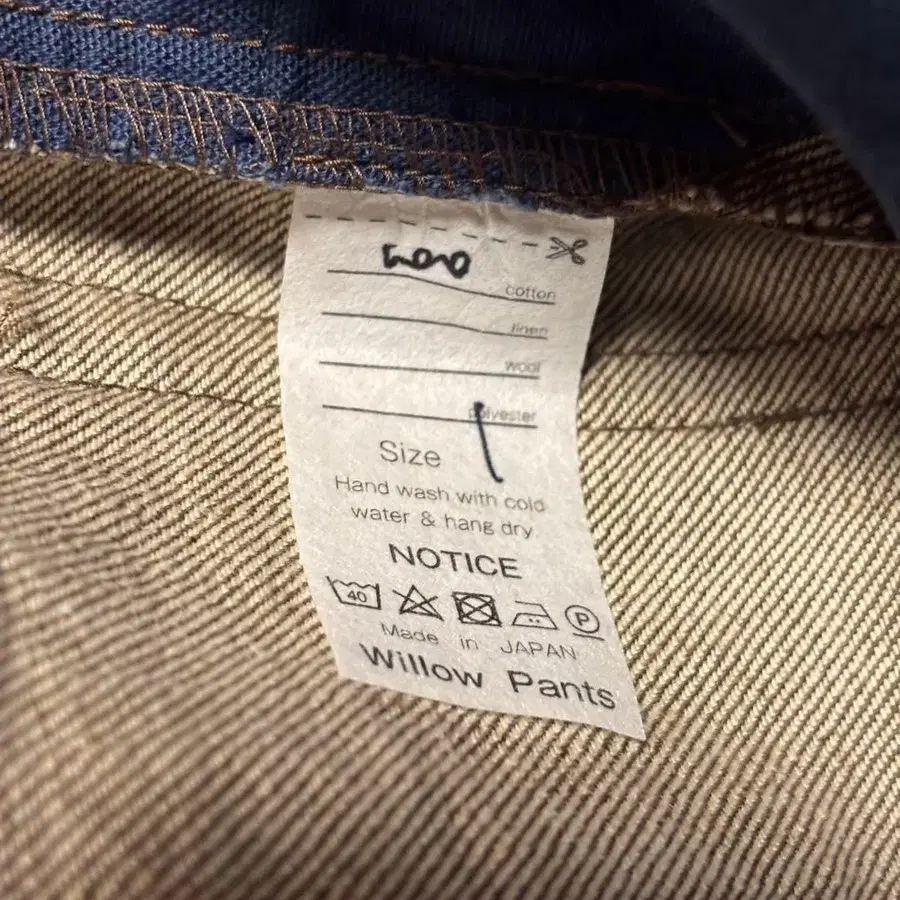 cotton
linen
wool
polyester
Size 1
Hand wash with cold
water & hang dry.
NOTICE
40
P
Made in JAPAN
Willow Pants